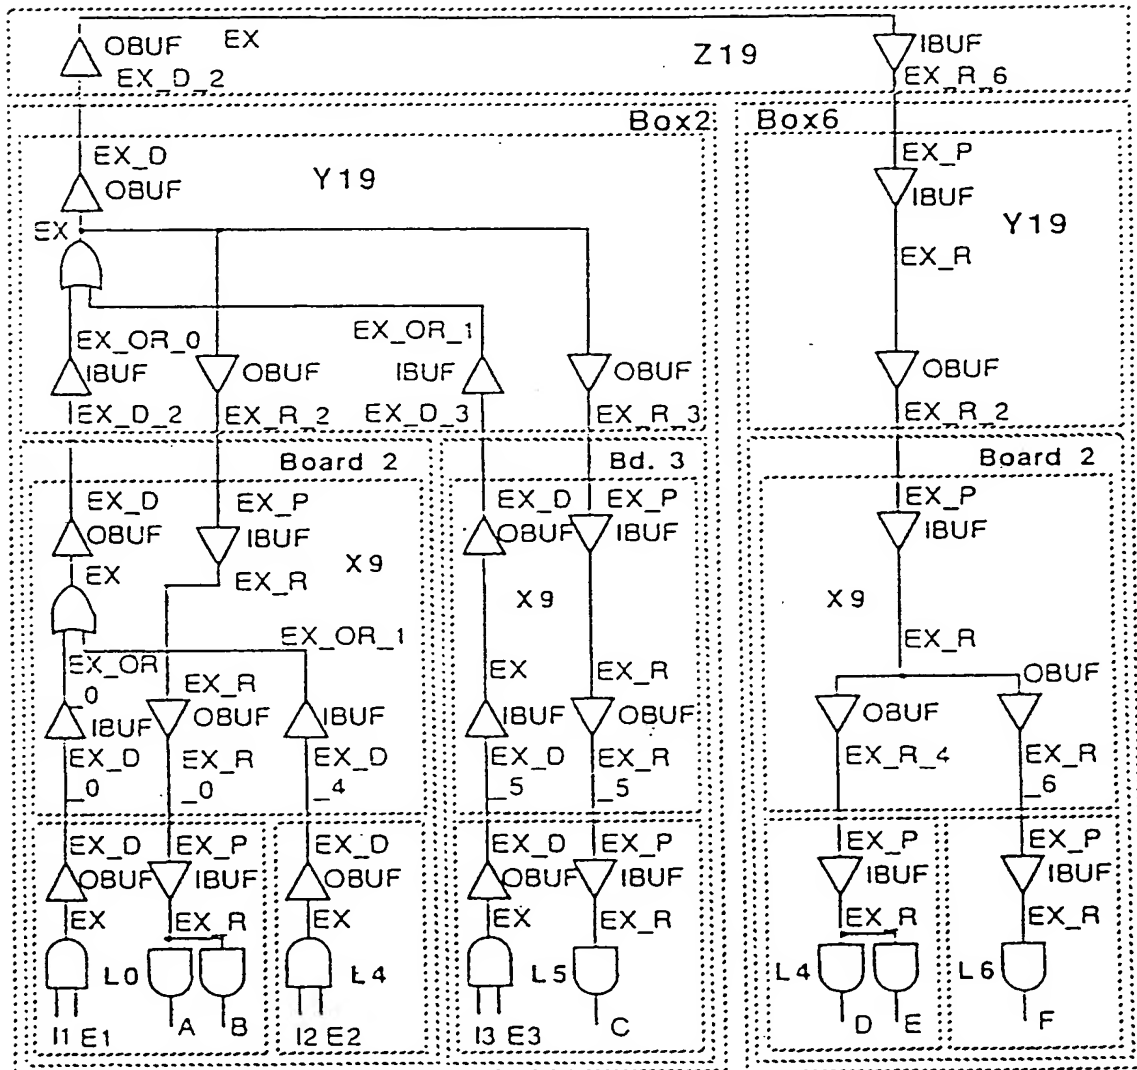 OBUF EX Z19 IBUF
EX_D_2 EX_R_6
Box2 Box6
EX_D EX_P
OBUF Y19 IBUF
EX Y19
EX_R
EX_OR_0 EX_OR_1
IBUF OBUF IBUF OBUF OBUF
EX_D_2 EX_R_2 EX_D_3 EX_R_3 EX_R_2
Board 2 Bd. 3 Board 2
EX_D EX_P EX_D EX_P EX_P
OBUF IBUF OBUF IBUF IBUF
EX EX_R X9
X9 X9
EX_OR_1 EX_R
EX_OR EX EX_R OBUF
_0 EX_R
IBUF OBUF IBUF IBUF OBUF OBUF
EX_D EX_R EX_D EX_D EX_R EX_R_4 EX_R
_0 _0 _4 _5 _5 _6
EX_D EX_P EX_D EX_D EX_P EX_P EX_P
OBUF IBUF OBUF OBUF IBUF IBUF IBUF
EX EX_R EX EX EX_R EX_R EX_R
L0 L4 L5 L4 L6
I1 E1 A B I2 E2 I3 E3 C D E F